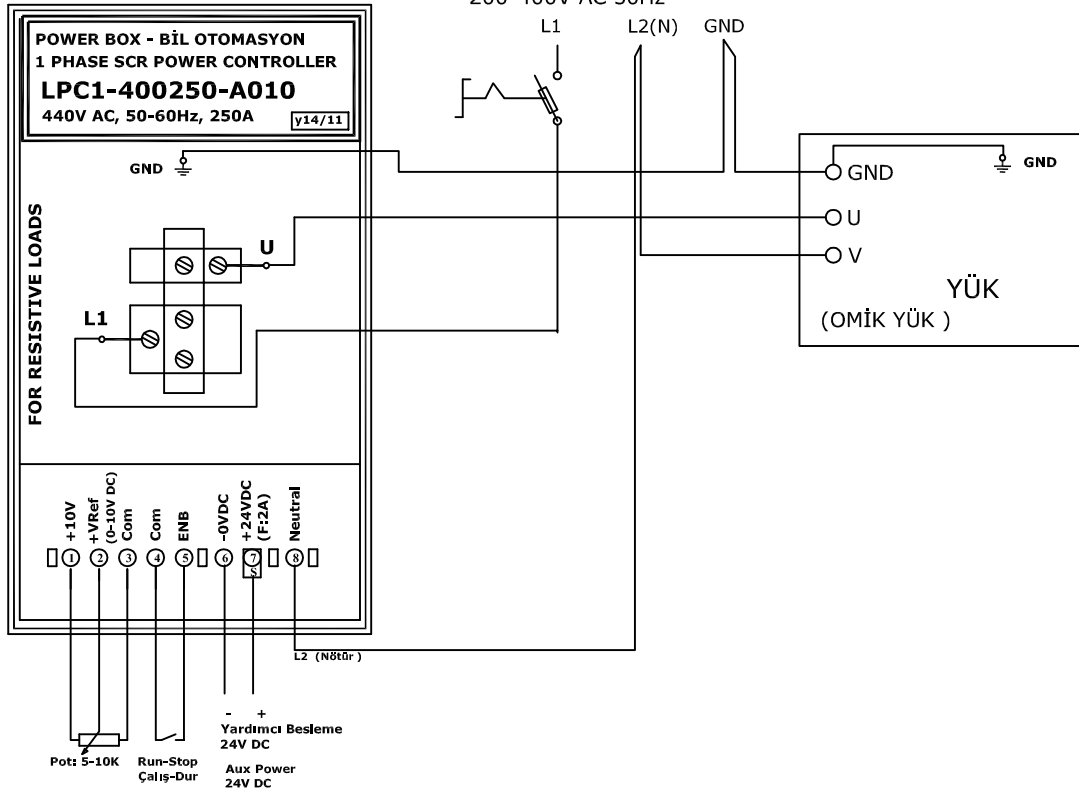 200-400V AC 50Hz
L1 L2(N) GND
POWER BOX - BİL OTOMASYON
1 PHASE SCR POWER CONTROLLER
LPC1-400250-A010
440V AC, 50-60Hz, 250A
y14/11
GND
GND
GND
U
V
YÜK
(OMİK YÜK )
FOR RESISTIVE LOADS
U
L1
+10V
+VRef
(0-10V DC)
Com
Com
ENB
-0VDC
+24VDC
(F:2A)
Neutral
1 2 3 4 5 6 7 8
S
L2 (Nötür )
- +
Yardımcı Besleme
24V DC
Pot: 5-10K
Run-Stop
Çalış-Dur
Aux Power
24V DC